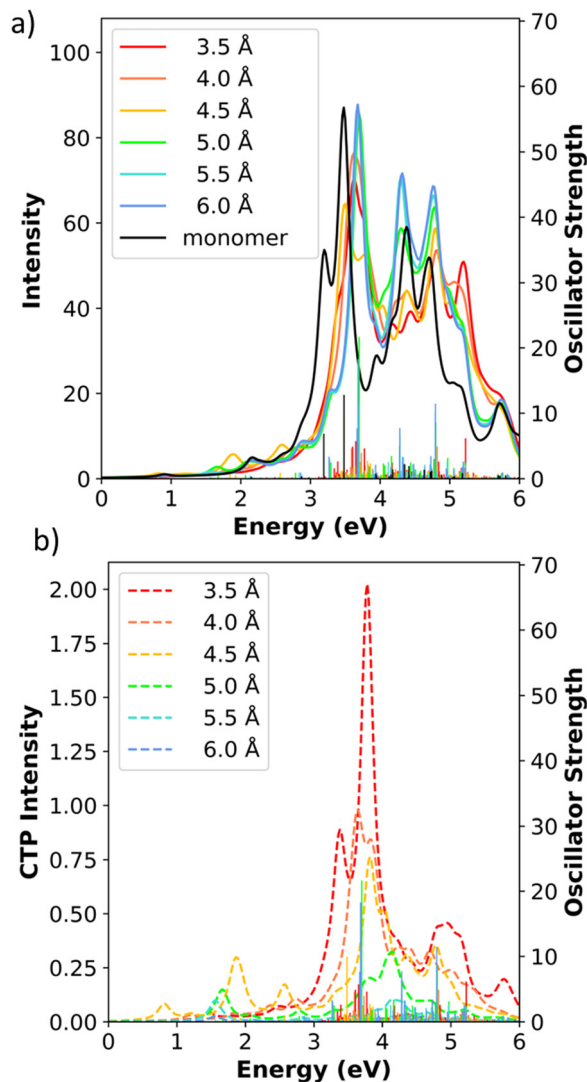 a)
100
80
60
40
20
0
Intensity
3.5 Å
4.0 Å
4.5 Å
5.0 Å
5.5 Å
6.0 Å
monomer
70
60
50
40
30
20
10
0
Oscillator Strength
0 1 2 3 4 5 6
Energy (eV)
b)
2.00
1.75
1.50
1.25
1.00
0.75
0.50
0.25
0.00
CTP Intensity
3.5 Å
4.0 Å
4.5 Å
5.0 Å
5.5 Å
6.0 Å
70
60
50
40
30
20
10
0
Oscillator Strength
0 1 2 3 4 5 6
Energy (eV)